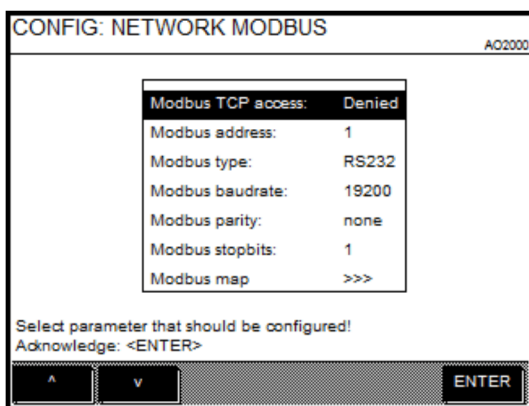 CONFIG: NETWORK MODBUS
AO2000
Modbus TCP access: Denied
Modbus address: 1
Modbus type: RS232
Modbus baudrate: 19200
Modbus parity: none
Modbus stopbits: 1
Modbus map >>>
Select parameter that should be configured!
Acknowledge: <ENTER>
^ v ENTER